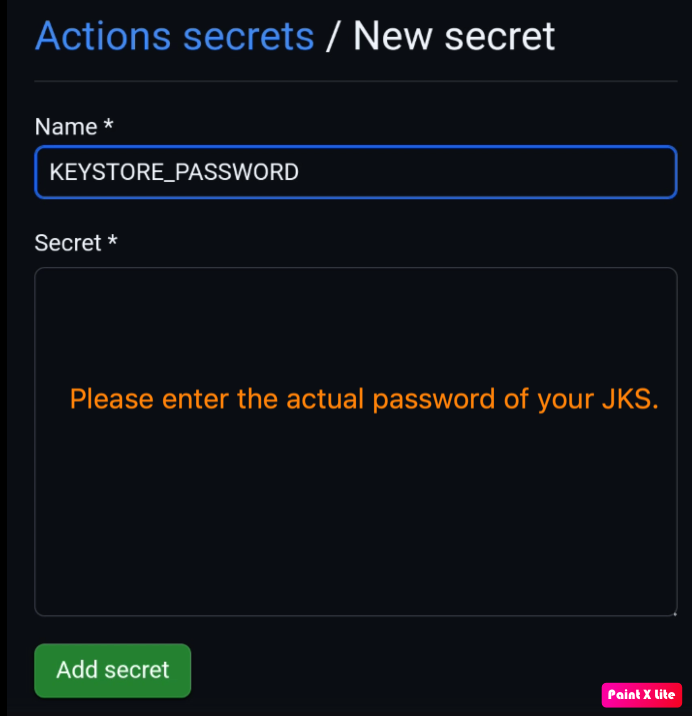 Actions secrets / New secret
Name *
KEYSTORE_PASSWORD
Secret *
Please enter the actual password of your JKS.
Add secret
Paint X Lite